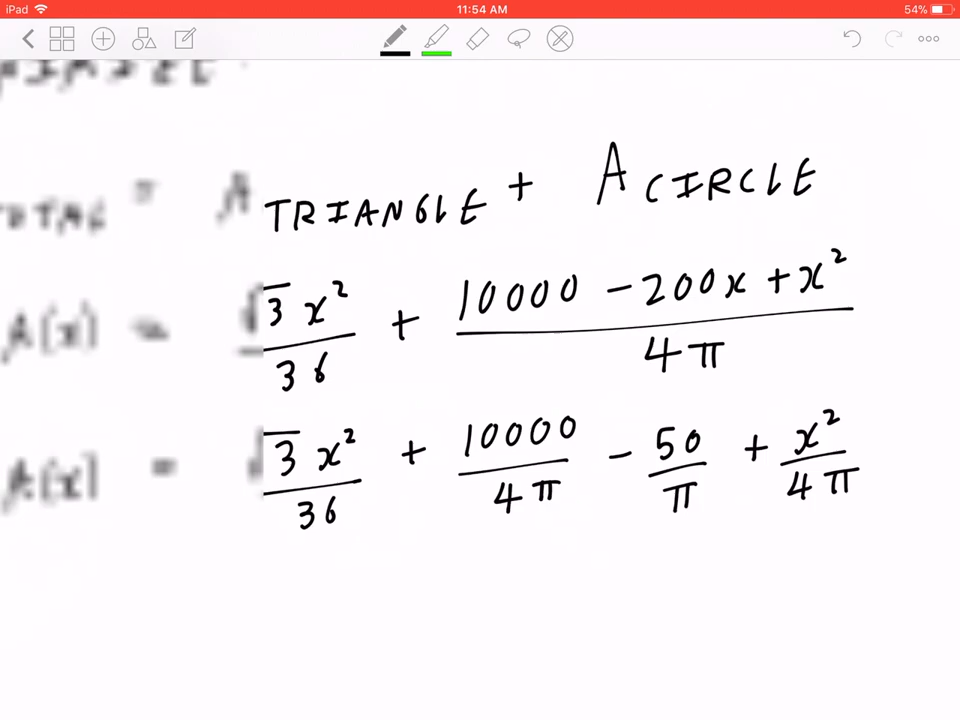 iPad 11:54 AM 54%
= A TRIANGLE + A CIRCLE
A(x) = √3 x² / 36 + 10000 - 200x + x² / 4π
A(x) = √3 x² / 36 + 10000 / 4π - 50 / π + x² / 4π